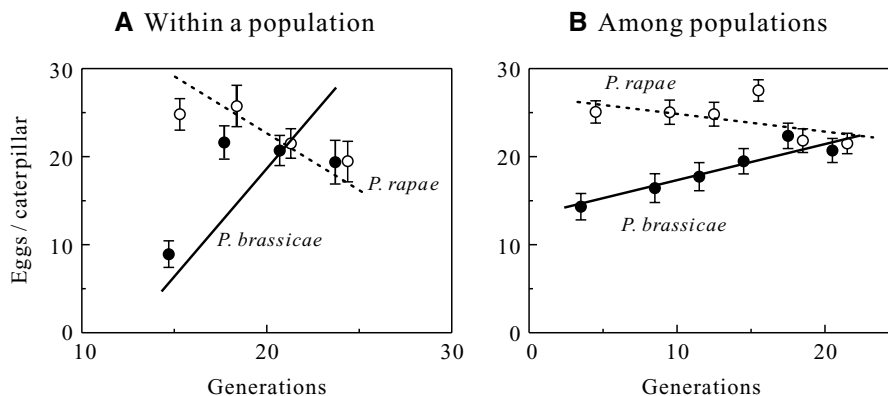 A Within a population
30
20
10
0
10
20
30
Eggs / caterpillar
Generations
P. rapae
P. brassicae
B Among populations
30
20
10
0
0
10
20
Generations
P. rapae
P. brassicae